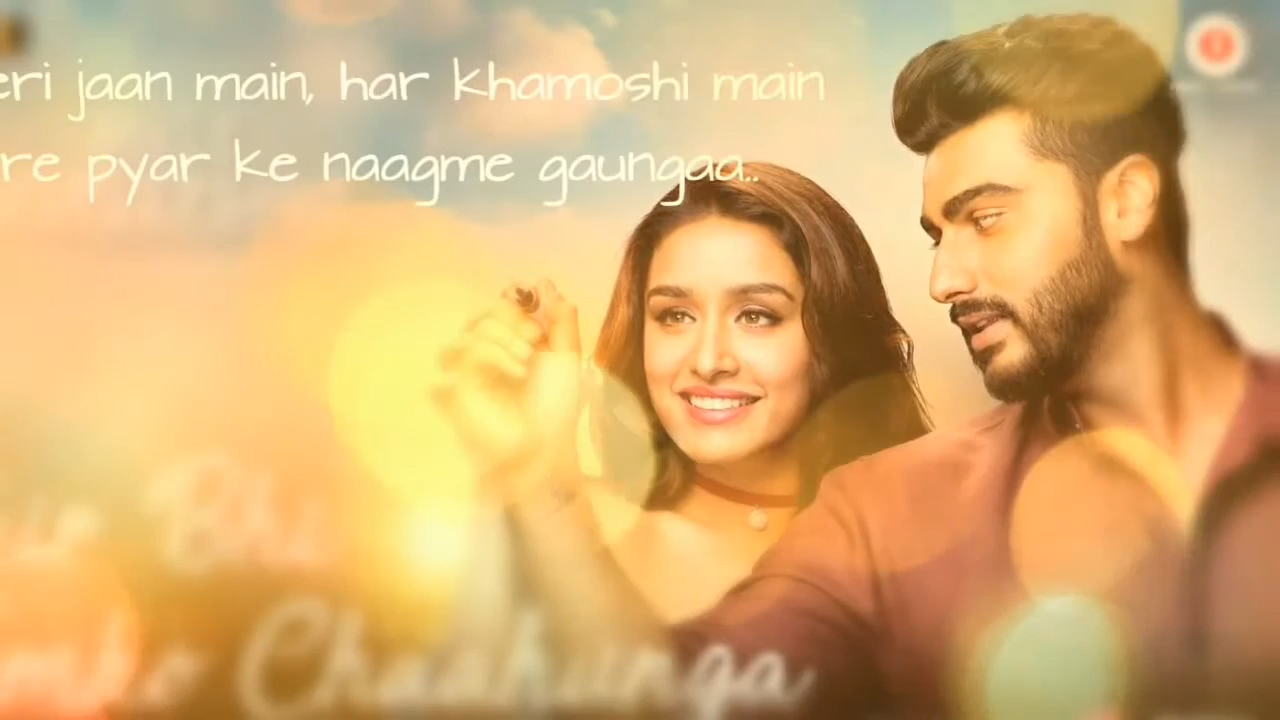 eri jaan main, har khamoshi main
re pyar ke naagme gaungaa..
Bhi
Chaahunga